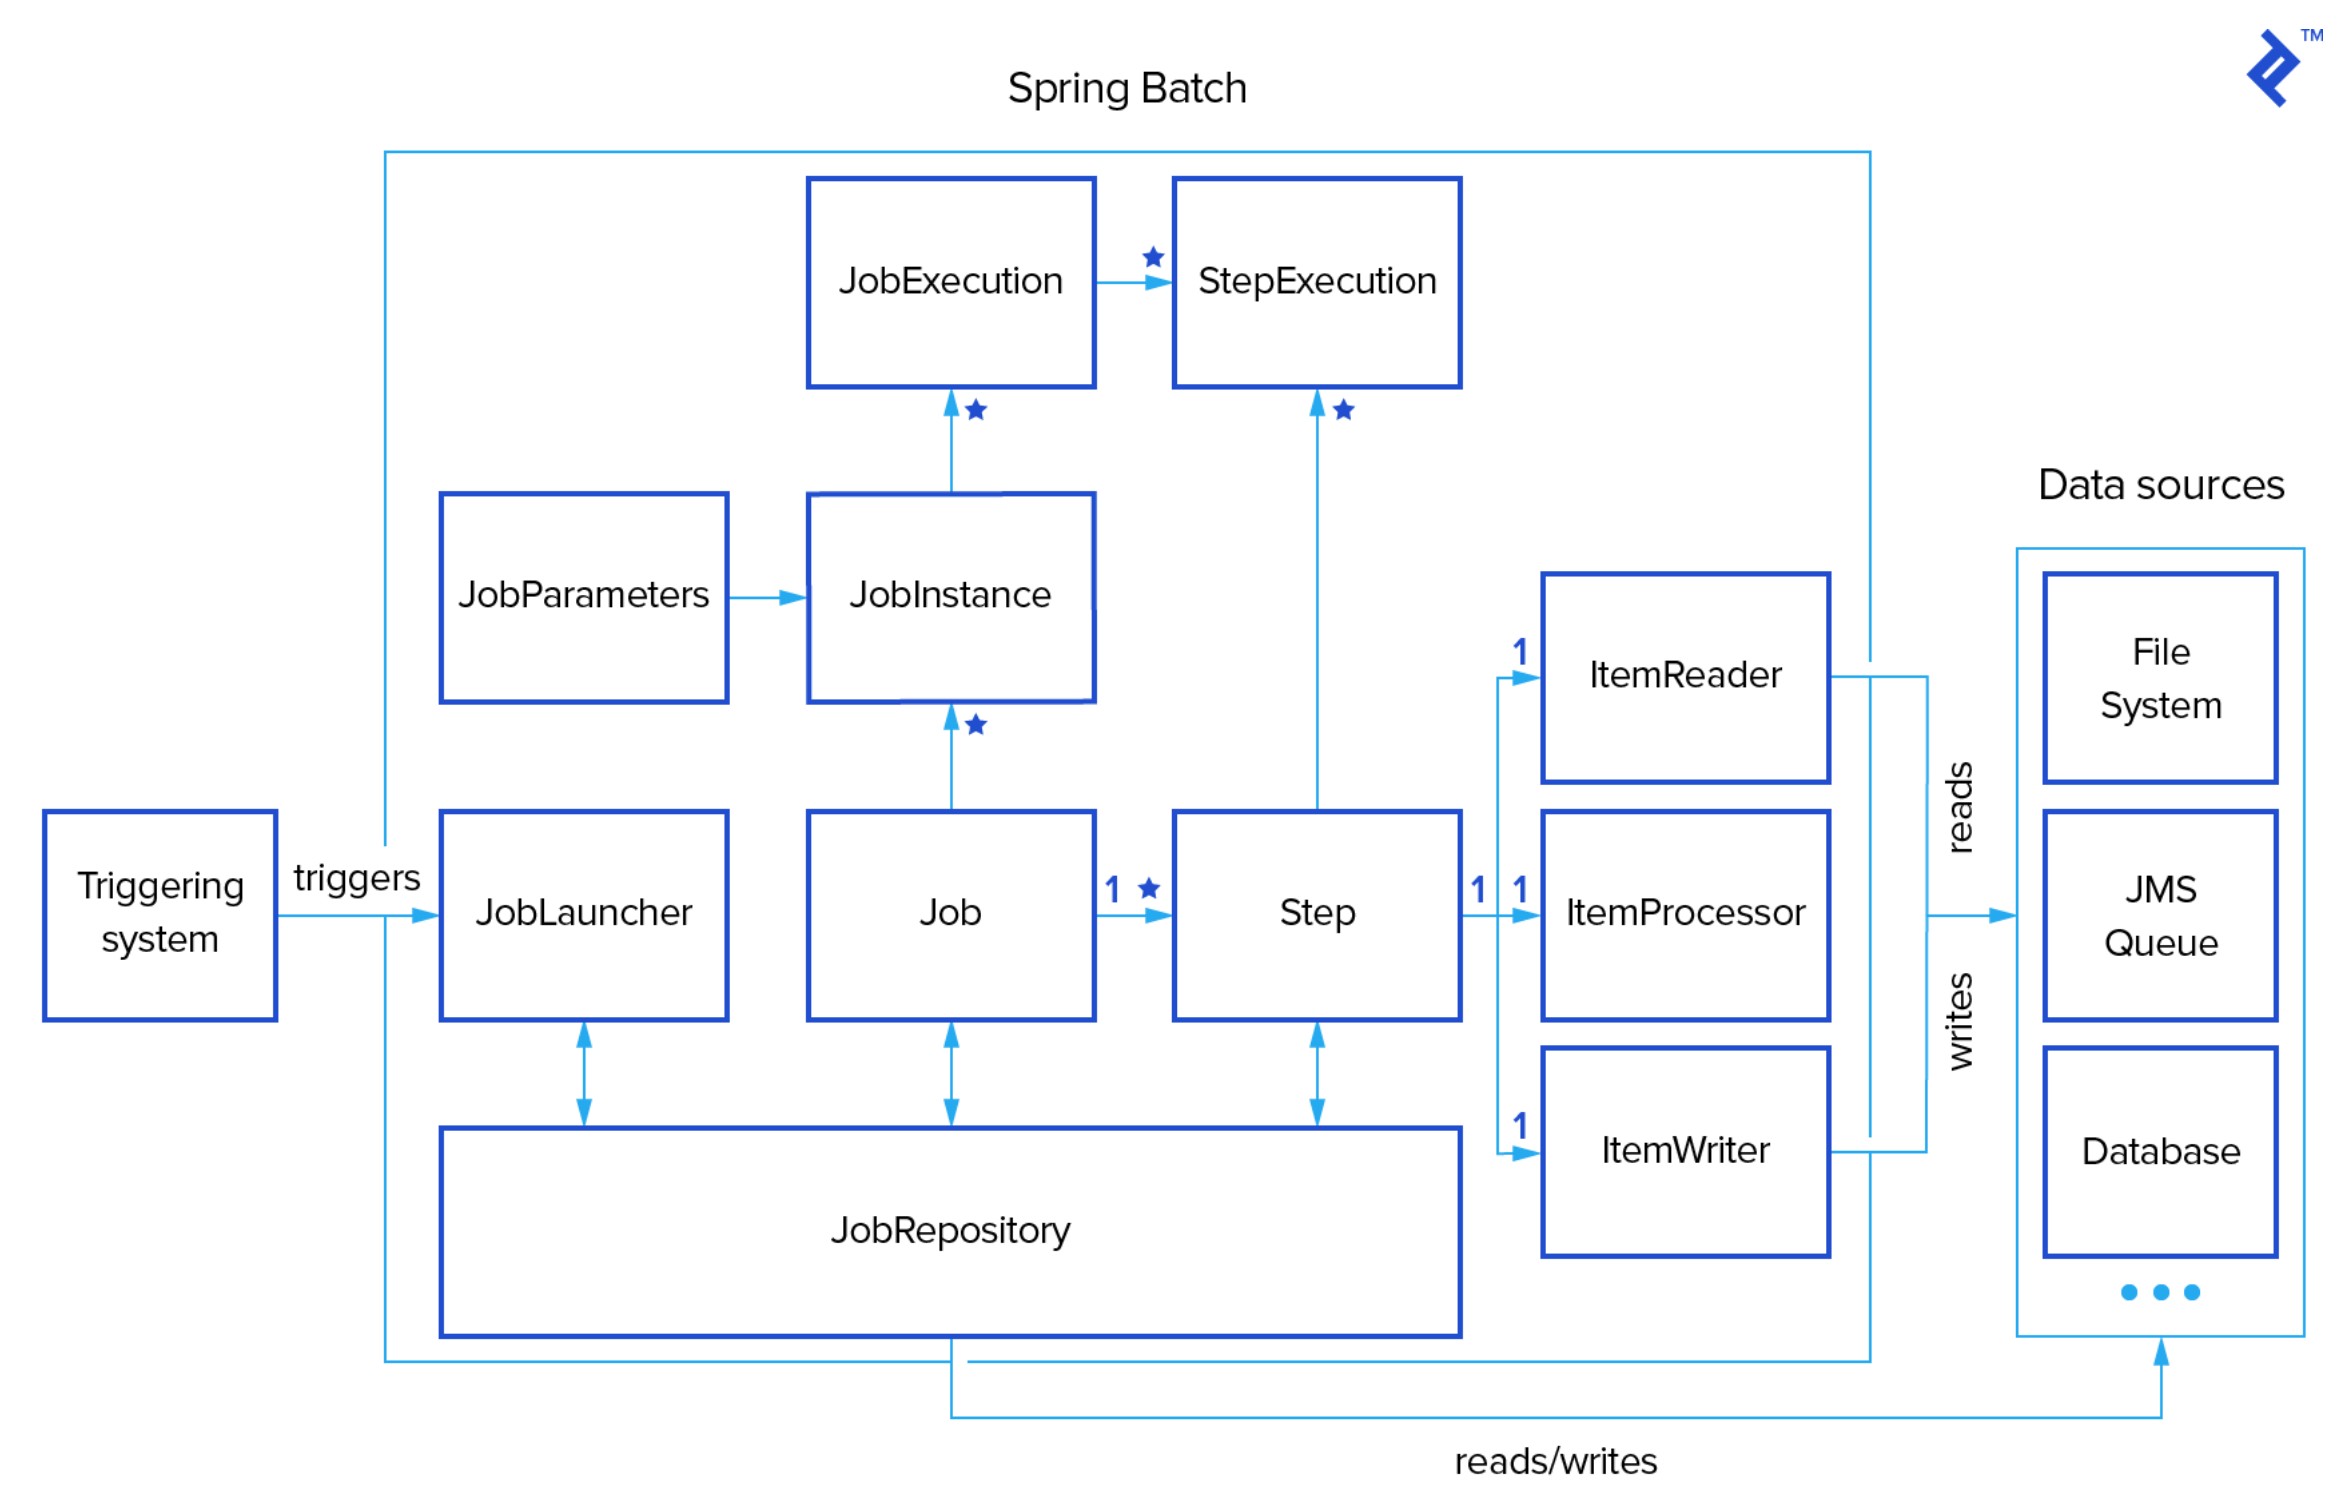 TM
Spring Batch
JobExecution
★
StepExecution
★
★
Data sources
JobParameters
JobInstance
★
1
ItemReader
File
System
reads
Triggering
system
triggers
JobLauncher
Job
1 ★
Step
1 1
ItemProcessor
JMS
Queue
writes
1
ItemWriter
Database
JobRepository
reads/writes